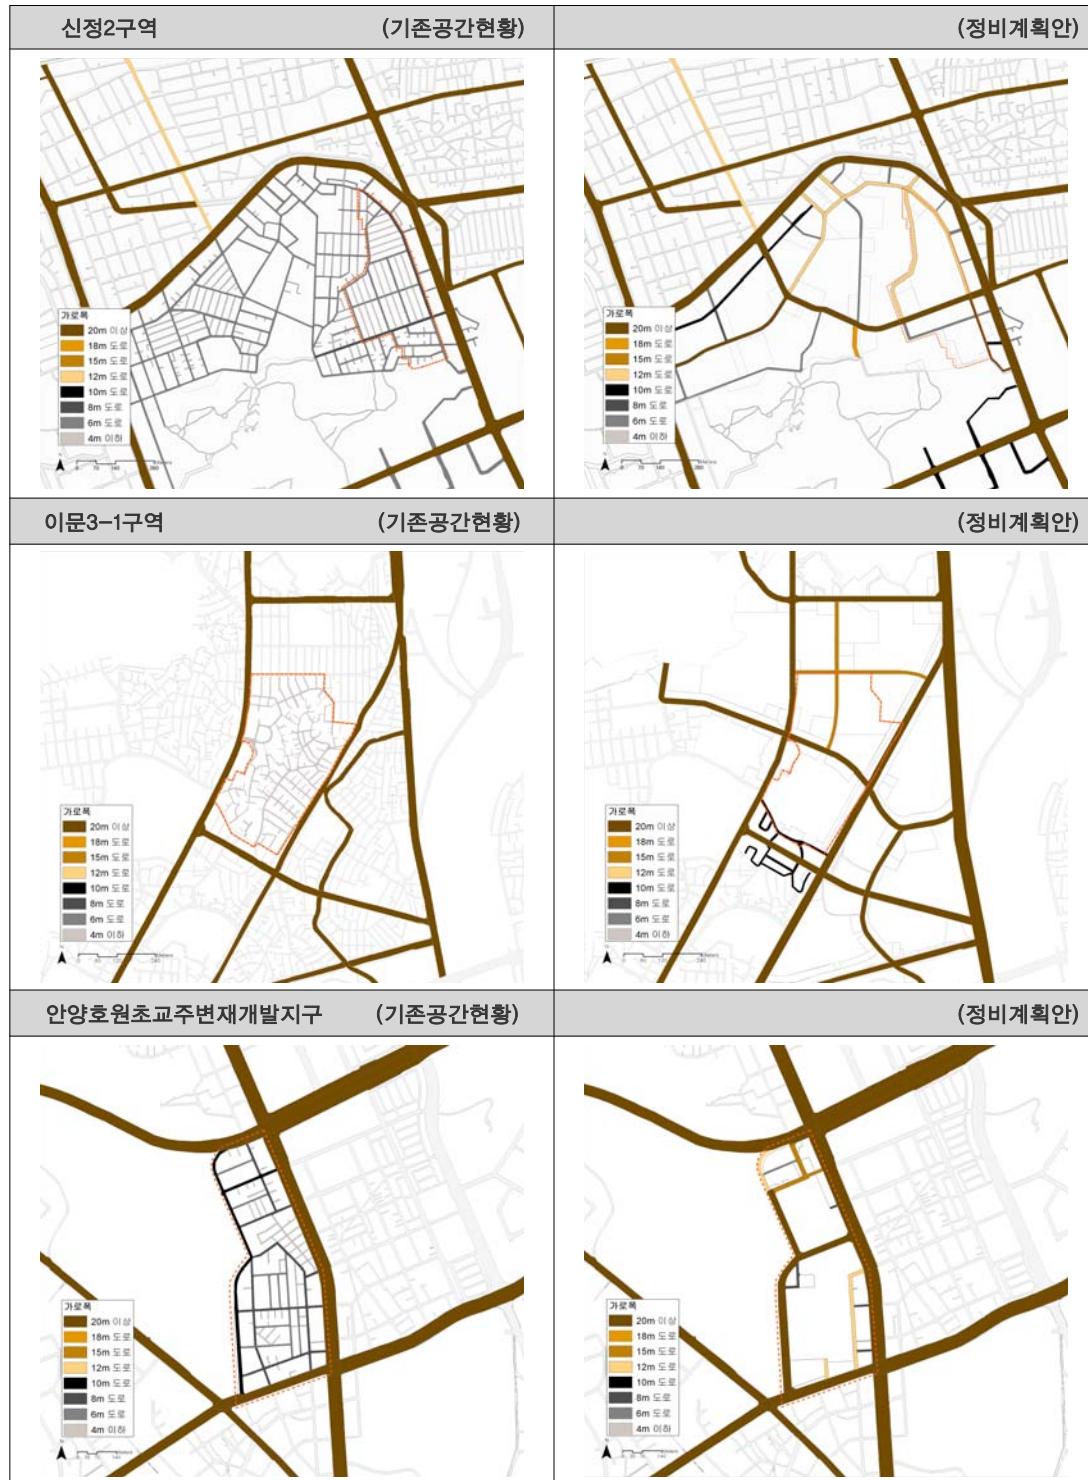 신정2구역 (기존공간현황) (정비계획안)
가로폭
20m 이상
18m 도로
15m 도로
12m 도로
10m 도로
8m 도로
6m 도로
4m 이하
가로폭
20m 이상
18m 도로
15m 도로
12m 도로
10m 도로
8m 도로
6m 도로
4m 이하
이문3-1구역 (기존공간현황) (정비계획안)
가로폭
20m 이상
18m 도로
15m 도로
12m 도로
10m 도로
8m 도로
6m 도로
4m 이하
가로폭
20m 이상
18m 도로
15m 도로
12m 도로
10m 도로
8m 도로
6m 도로
4m 이하
안양호원초교주변재개발지구 (기존공간현황) (정비계획안)
가로폭
20m 이상
18m 도로
15m 도로
12m 도로
10m 도로
8m 도로
6m 도로
4m 이하
가로폭
20m 이상
18m 도로
15m 도로
12m 도로
10m 도로
8m 도로
6m 도로
4m 이하